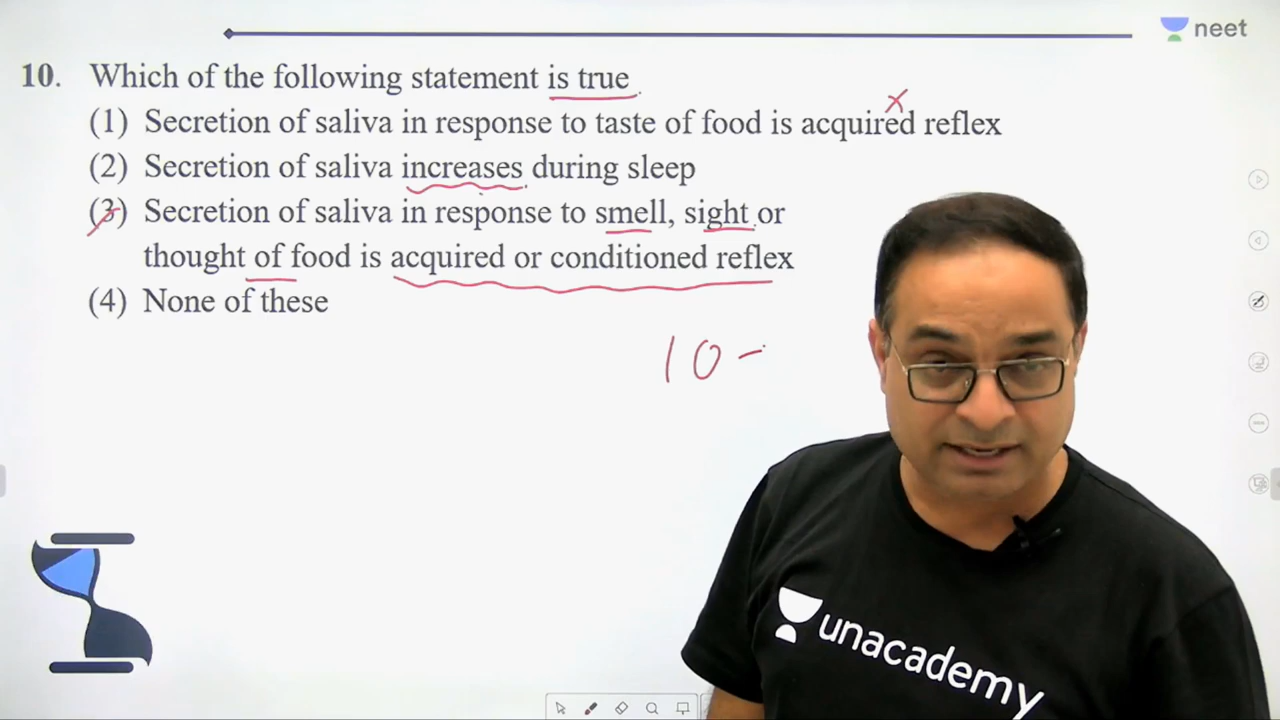 neet
10. Which of the following statement is true
(1) Secretion of saliva in response to taste of food is acquired reflex
(2) Secretion of saliva increases during sleep
(3) Secretion of saliva in response to smell, sight or
thought of food is acquired or conditioned reflex
(4) None of these
10 -
unacademy